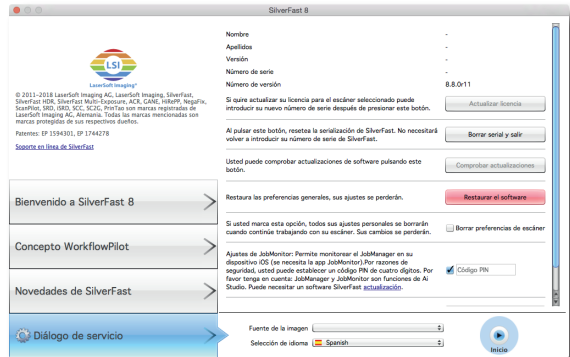 SilverFast 8
LSI
LaserSoft Imaging®
© 2011-2018 LaserSoft Imaging AG, LaserSoft Imaging, SilverFast,
SilverFast HDR, SilverFast Multi-Exposure, ACR, GANE, HiRePP, NegaFix,
ScanPilot, SRD, iSRD, SCC, SC2G, PrinTao son marcas registradas de
LaserSoft Imaging AG, Alemania. Todas las marcas mencionadas son
marcas protegidas de sus respectivos dueños.
Patentes: EP 1594301, EP 1744278
Soporte en línea de SilverFast
Bienvenido a SilverFast 8
Concepto WorkflowPilot
Novedades de SilverFast
Diálogo de servicio
Nombre -
Apellidos -
Versión -
Número de serie -
Número de versión 8.8.0r11
Si quire actualizar su licencia para el escáner seleccionado puede
introducir su nuevo número de serie después de presionar este botón.
Actualizar licencia
Al pulsar este botón, resetea la serialización de SilverFast. No necesitará
volver a introducir su número de serie de SilverFast.
Borrar serial y salir
Usted puede comprobar actualizaciones de software pulsando este
botón.
Comprobar actualizaciones
Restaura las preferencias generales, sus ajustes se perderán.
Restaurar el software
Si usted marca esta opción, todos sus ajustes personales se borrarán
cuando continúe trabajando con su escáner. Sus cambios se perderán.
Borrar preferencias de escáner
Ajustes de JobMonitor: Permite monitorear el JobManager en su
dispositivo iOS (se necesita la app JobMonitor).Por razones de
seguridad, usted puede establecer un código PIN de cuatro dígitos. Por
favor tenga en cuenta: JobManager y JobMonitor son funciones de Ai
Studio. Puede necesitar un software SilverFast actualización.
Código PIN
Fuente de la imagen
Selección de idioma Spanish
Inicio